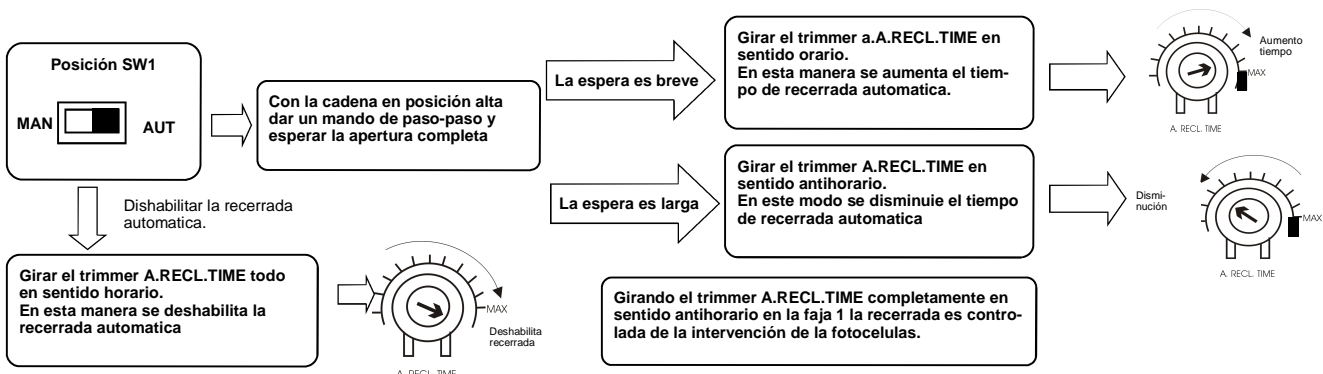 Posición SW1
MAN
AUT
Con la cadena en posición alta
dar un mando de paso-paso y
esperar la apertura completa
La espera es breve
Girar el trimmer a.A.RECL.TIME en
sentido orario.
En esta manera se aumenta el tiem-
po de recerrada automatica.
Aumento
tiempo
MAX
A. RECL. TIME
La espera es larga
Girar el trimmer A.RECL.TIME en
sentido antihorario.
En este modo se disminuie el tiempo
de recerrada automatica
Dismi-
nución
MAX
A. RECL. TIME
Dishabilitar la recerrada
automatica.
Girar el trimmer A.RECL.TIME todo
en sentido horario.
En esta manera se deshabilita la
recerrada automatica
MAX
Deshabilita
recerrada
A. RECL. TIME
Girando el trimmer A.RECL.TIME completamente en
sentido antihorario en la faja 1 la recerrada es contro-
lada de la intervención de la fotocelulas.